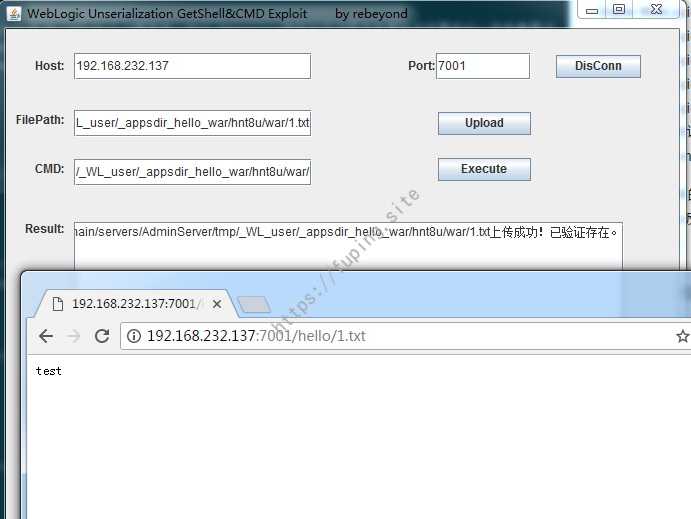 WebLogic Unserialization GetShell&CMD Exploit by rebeyond
Host: 192.168.232.137 Port: 7001 DisConn
FilePath: L_user/_appsdir_hello_war/hnt8u/war/1.txt Upload
CMD: /_WL_user/_appsdir_hello_war/hnt8u/war/ Execute
Result: nain/servers/AdminServer/tmp/_WL_user/_appsdir_hello_war/hnt8u/war/1.txt上传成功！已验证存在。
https://fuping.site
192.168.232.137:7001/
192.168.232.137:7001/hello/1.txt
test